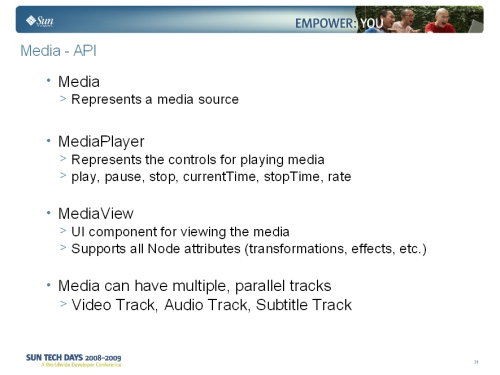 Sun
EMPOWER: YOU
Media - API
• Media
> Represents a media source
• MediaPlayer
> Represents the controls for playing media
> play, pause, stop, currentTime, stopTime, rate
• MediaView
> UI component for viewing the media
> Supports all Node attributes (transformations, effects, etc.)
• Media can have multiple, parallel tracks
> Video Track, Audio Track, Subtitle Track
SUN TECH DAYS 2008-2009
A Worldwide Developer Conference